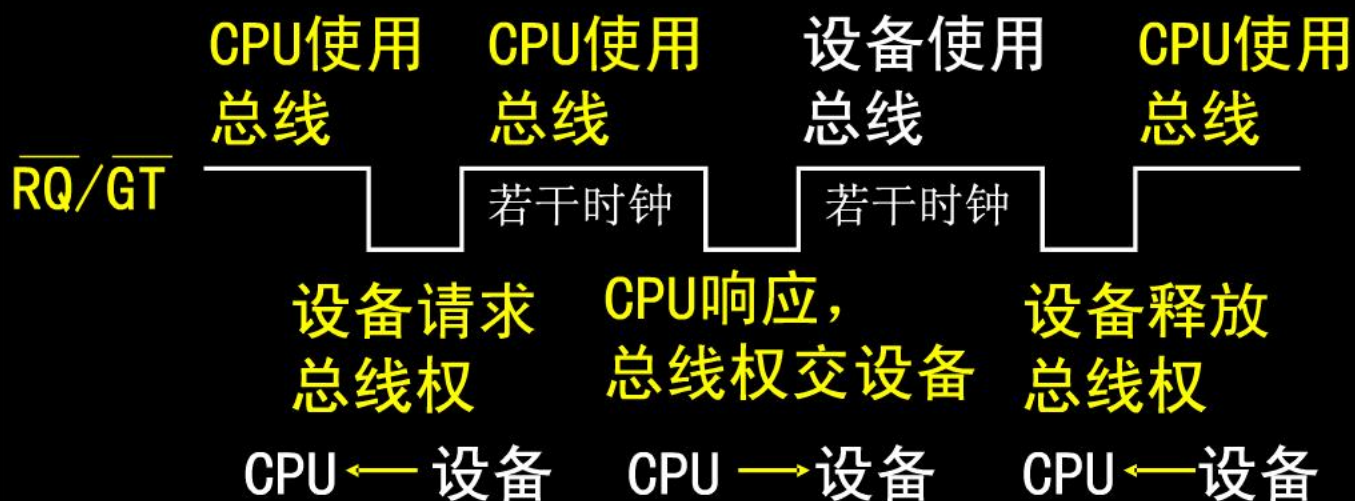 CPU使用 CPU使用 设备使用 CPU使用
总线 总线 总线 总线
RQ/GT 若干时钟 若干时钟
设备请求 CPU响应， 设备释放
总线权 总线权交设备 总线权
CPU ← 设备 CPU → 设备 CPU ← 设备